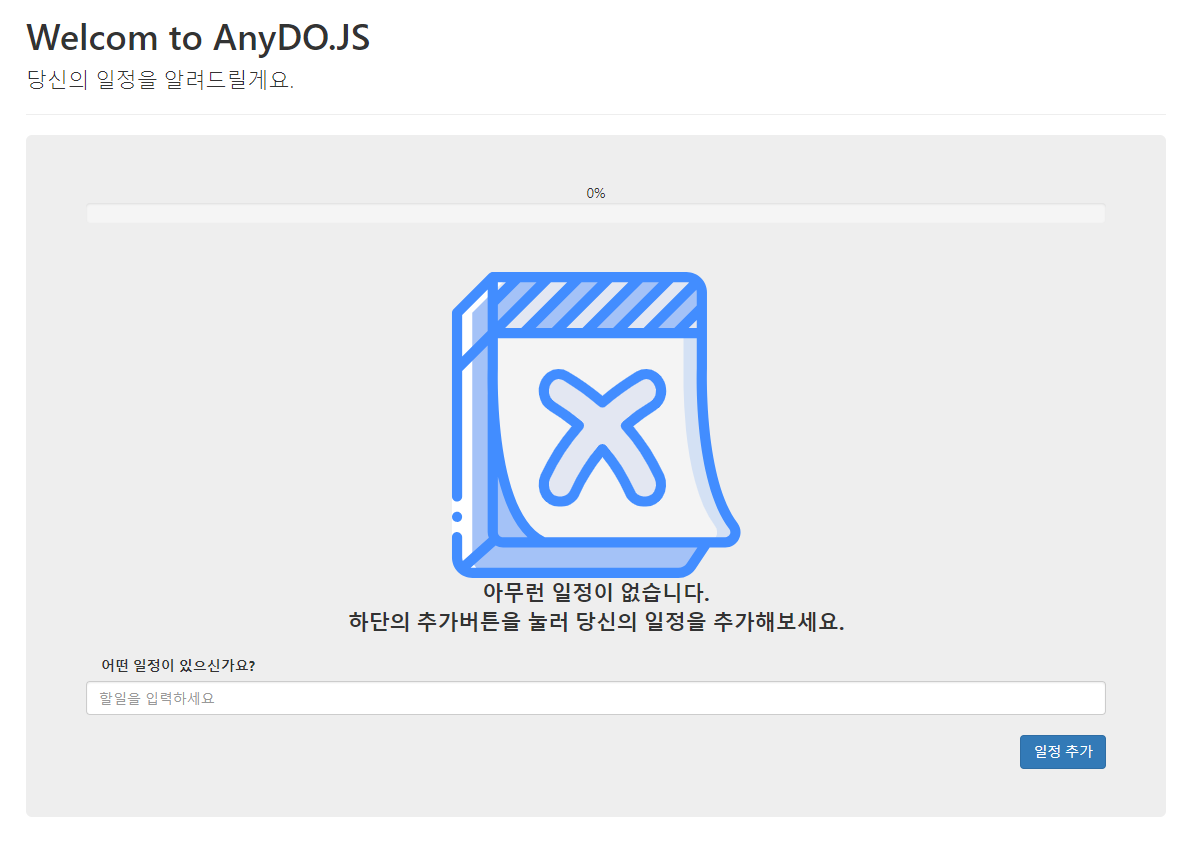 Welcom to AnyDO.JS
당신의 일정을 알려드릴게요.
0%
아무런 일정이 없습니다.
하단의 추가버튼을 눌러 당신의 일정을 추가해보세요.
어떤 일정이 있으신가요?
할일을 입력하세요
일정 추가